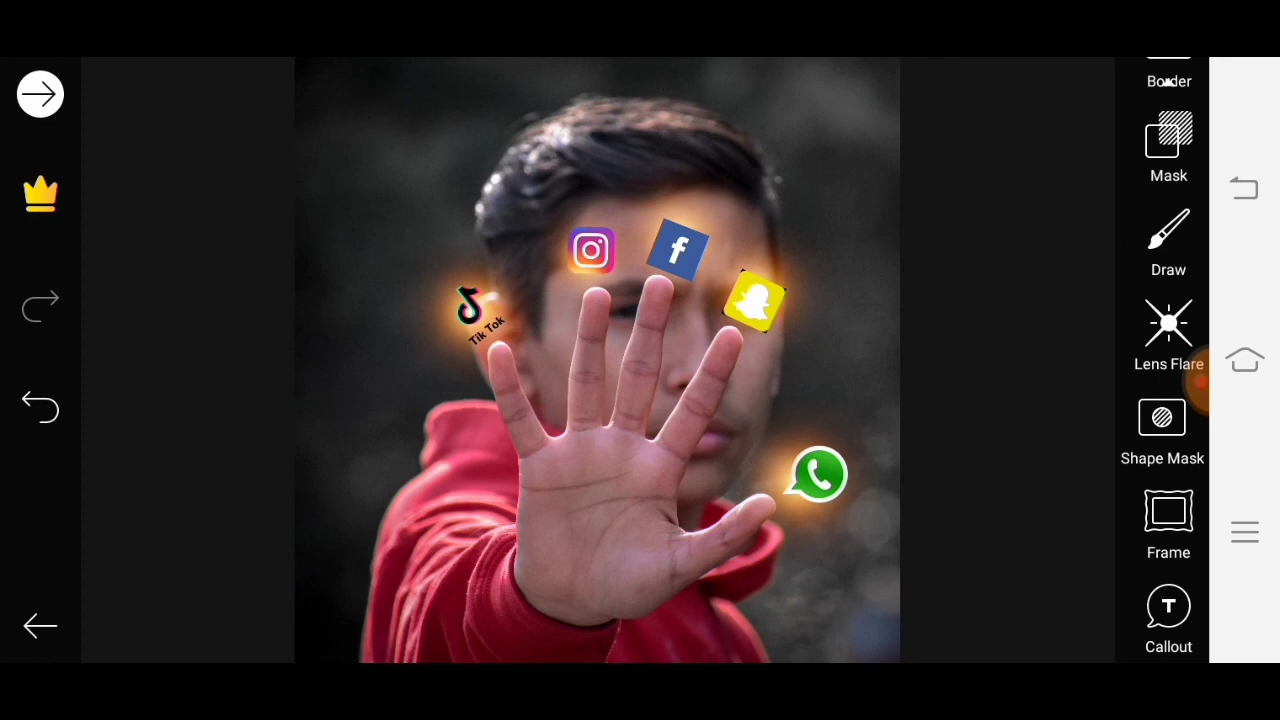 Border
Mask
Draw
Lens Flare
Shape Mask
Frame
T
Callout
f
Tik Tok